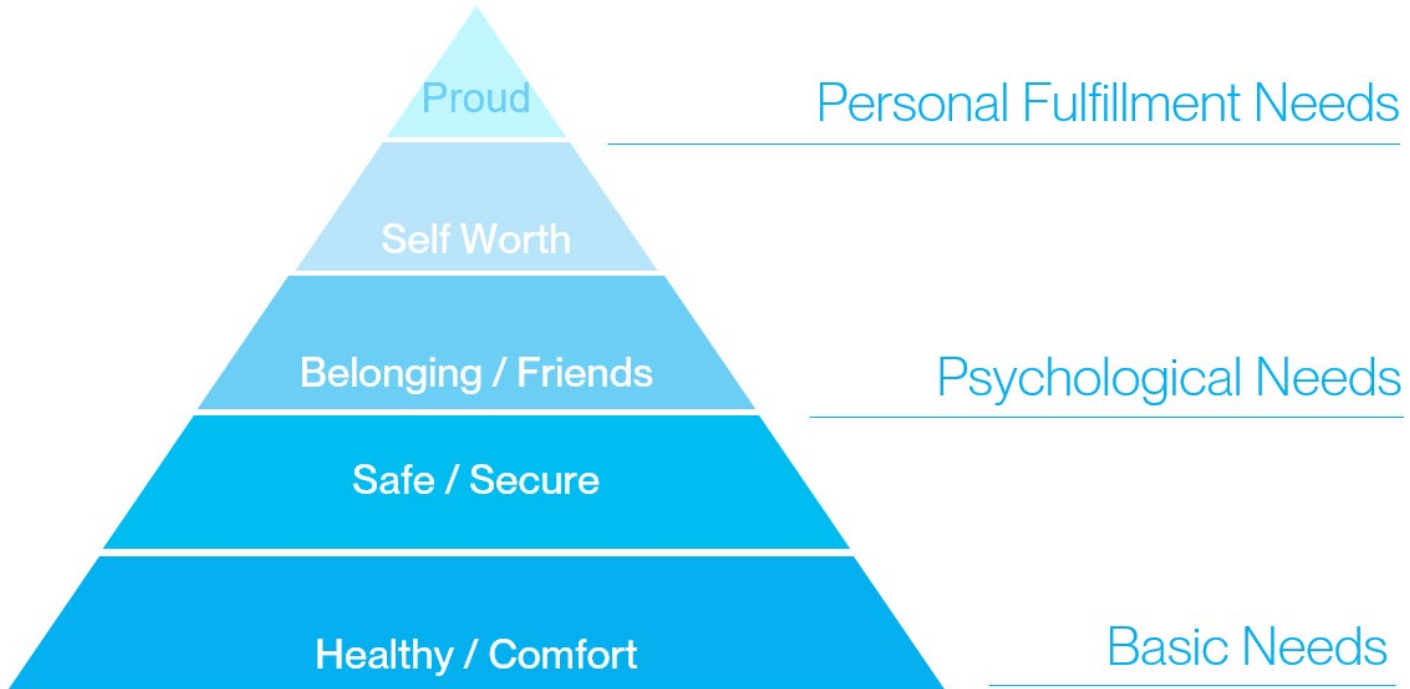 Proud
Personal Fulfillment Needs
Self Worth
Belonging / Friends
Psychological Needs
Safe / Secure
Healthy / Comfort
Basic Needs